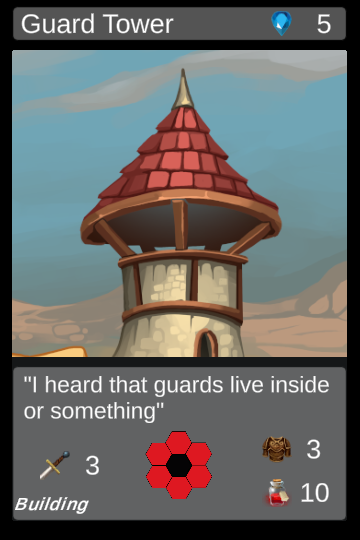 Guard Tower 5
"I heard that guards live inside
or something"
3
3
10
Building